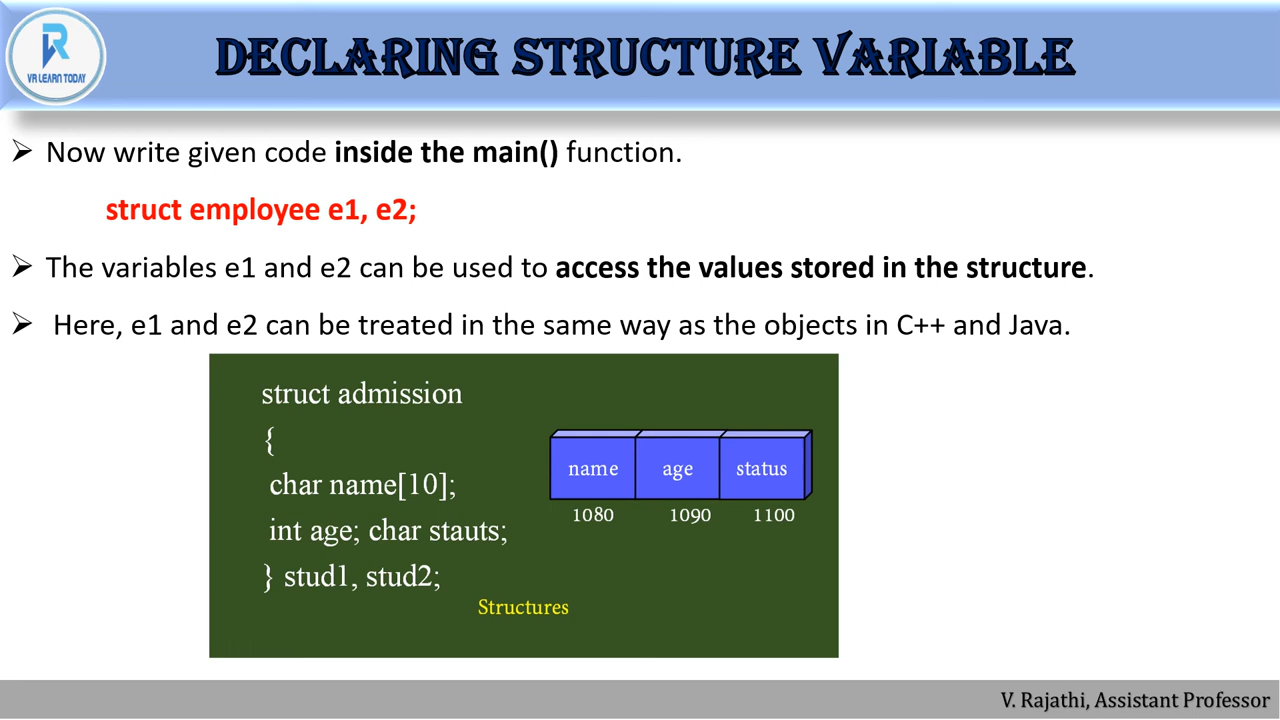 VR LEARN TODAY
DECLARING STRUCTURE VARIABLE
➢ Now write given code inside the main() function.
struct employee e1, e2;
➢ The variables e1 and e2 can be used to access the values stored in the structure.
➢ Here, e1 and e2 can be treated in the same way as the objects in C++ and Java.
struct admission
{
char name[10];
int age; char stauts;
} stud1, stud2;
name age status
1080 1090 1100
Structures
V. Rajathi, Assistant Professor